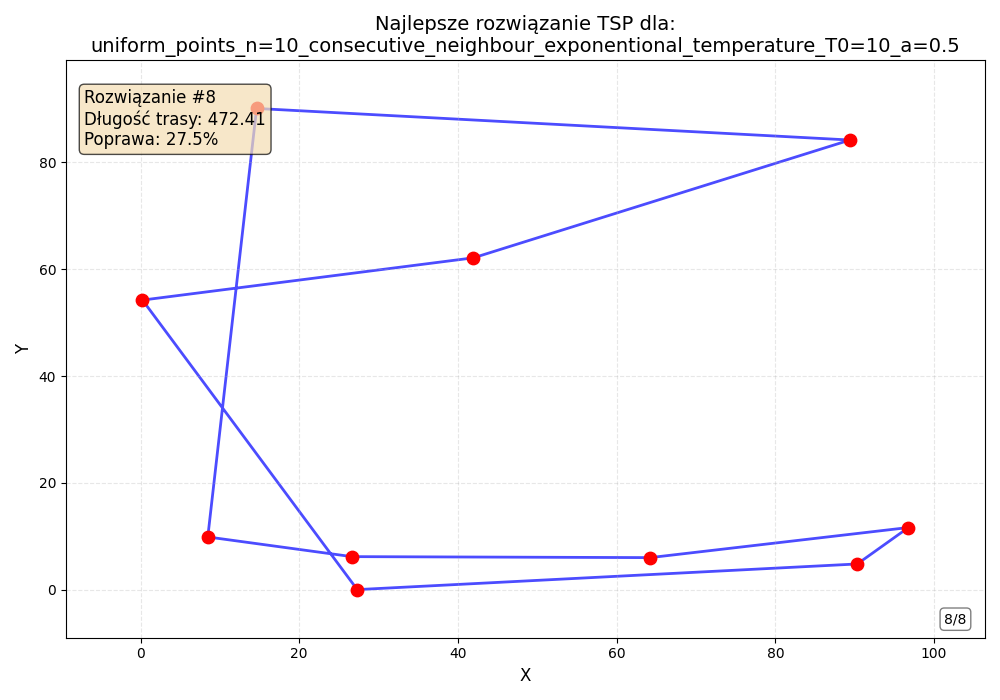 Najlepsze rozwiązanie TSP dla:
uniform_points_n=10_consecutive_neighbour_exponentional_temperature_T0=10_a=0.5
Rozwiązanie #8
Długość trasy: 472.41
Poprawa: 27.5%
80
60
40
20
0
Y
8/8
0 20 40 60 80 100
X